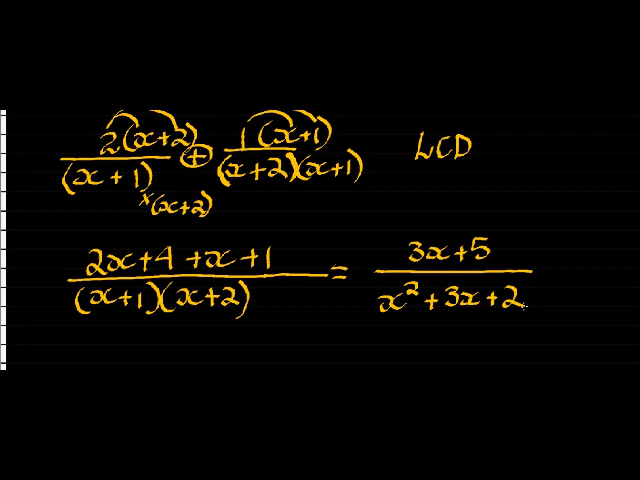 2(x+2) + 1(x+1) LCD
(x+1) (x+2)(x+1)
x(x+2)
2x+4+x+1 = 3x+5
(x+1)(x+2) x²+3x+2